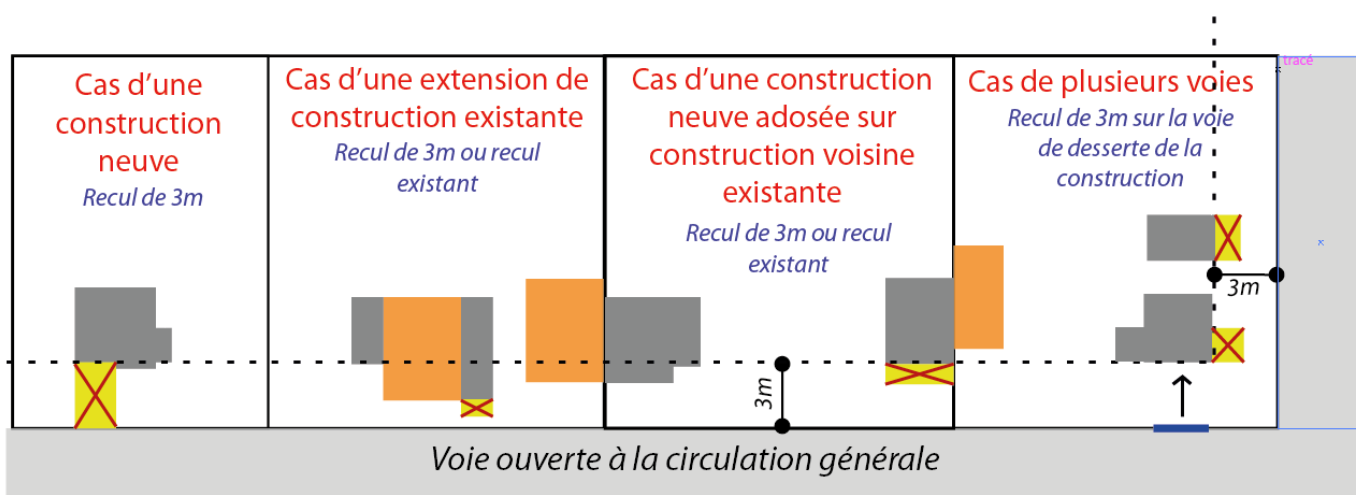 Cas d'une
construction
neuve
Recul de 3m
Cas d'une extension de
construction existante
Recul de 3m ou recul
existant
Cas d'une construction
neuve adosée sur
construction voisine
existante
Recul de 3m ou recul
existant
Cas de plusieurs voies
Recul de 3m sur la voie
de desserte de la
construction
tracé
3m
3m
Voie ouverte à la circulation générale